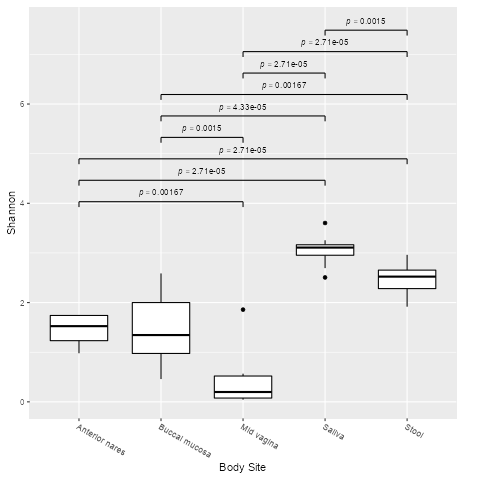 p = 0.0015
p = 2.71e-05
p = 2.71e-05
p = 0.00167
p = 4.33e-05
p = 0.0015
p = 2.71e-05
p = 2.71e-05
p = 0.00167
Shannon
6
4
2
0
Anterior nares
Buccal mucosa
Mid vagina
Saliva
Stool
Body Site